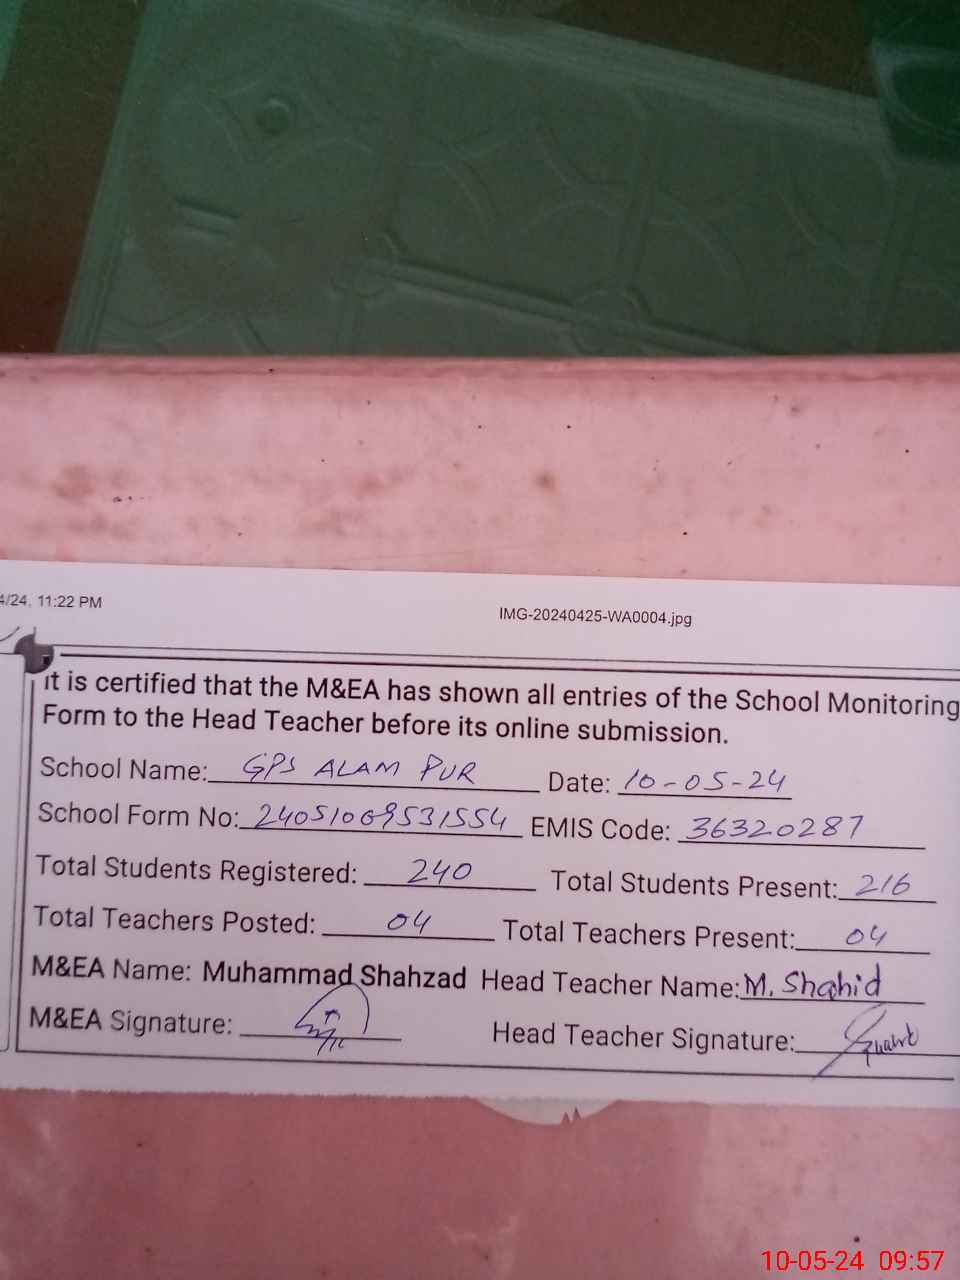 4/24, 11:22 PM
IMG-20240425-WA0004.jpg
It is certified that the M&EA has shown all entries of the School Monitoring
Form to the Head Teacher before its online submission.
School Name: GPS ALAM PUR Date: 10-05-24
School Form No: 24051069531554 EMIS Code: 36320287
Total Students Registered: 240 Total Students Present: 216
Total Teachers Posted: 04 Total Teachers Present: 04
M&EA Name: Muhammad Shahzad Head Teacher Name: M. Shahid
M&EA Signature: Head Teacher Signature:
10-05-24 09:57